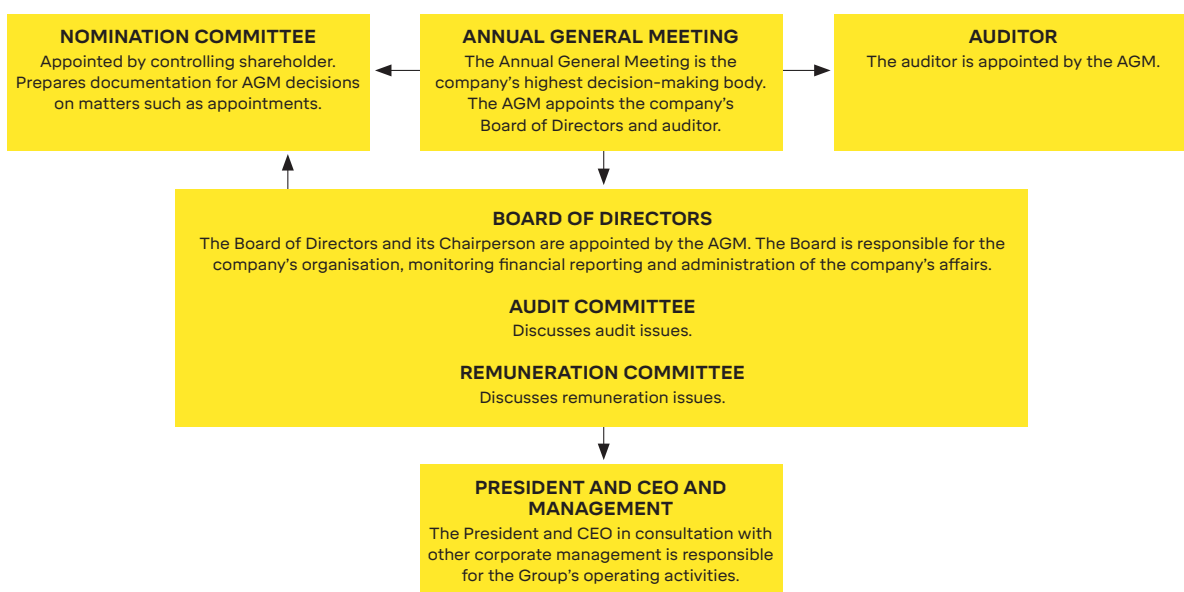 NOMINATION COMMITTEE
Appointed by controlling shareholder.
Prepares documentation for AGM decisions
on matters such as appointments.
ANNUAL GENERAL MEETING
The Annual General Meeting is the
company’s highest decision-making body.
The AGM appoints the company’s
Board of Directors and auditor.
AUDITOR
The auditor is appointed by the AGM.
BOARD OF DIRECTORS
The Board of Directors and its Chairperson are appointed by the AGM. The Board is responsible for the
company’s organisation, monitoring financial reporting and administration of the company’s affairs.
AUDIT COMMITTEE
Discusses audit issues.
REMUNERATION COMMITTEE
Discusses remuneration issues.
PRESIDENT AND CEO AND
MANAGEMENT
The President and CEO in consultation with
other corporate management is responsible
for the Group’s operating activities.